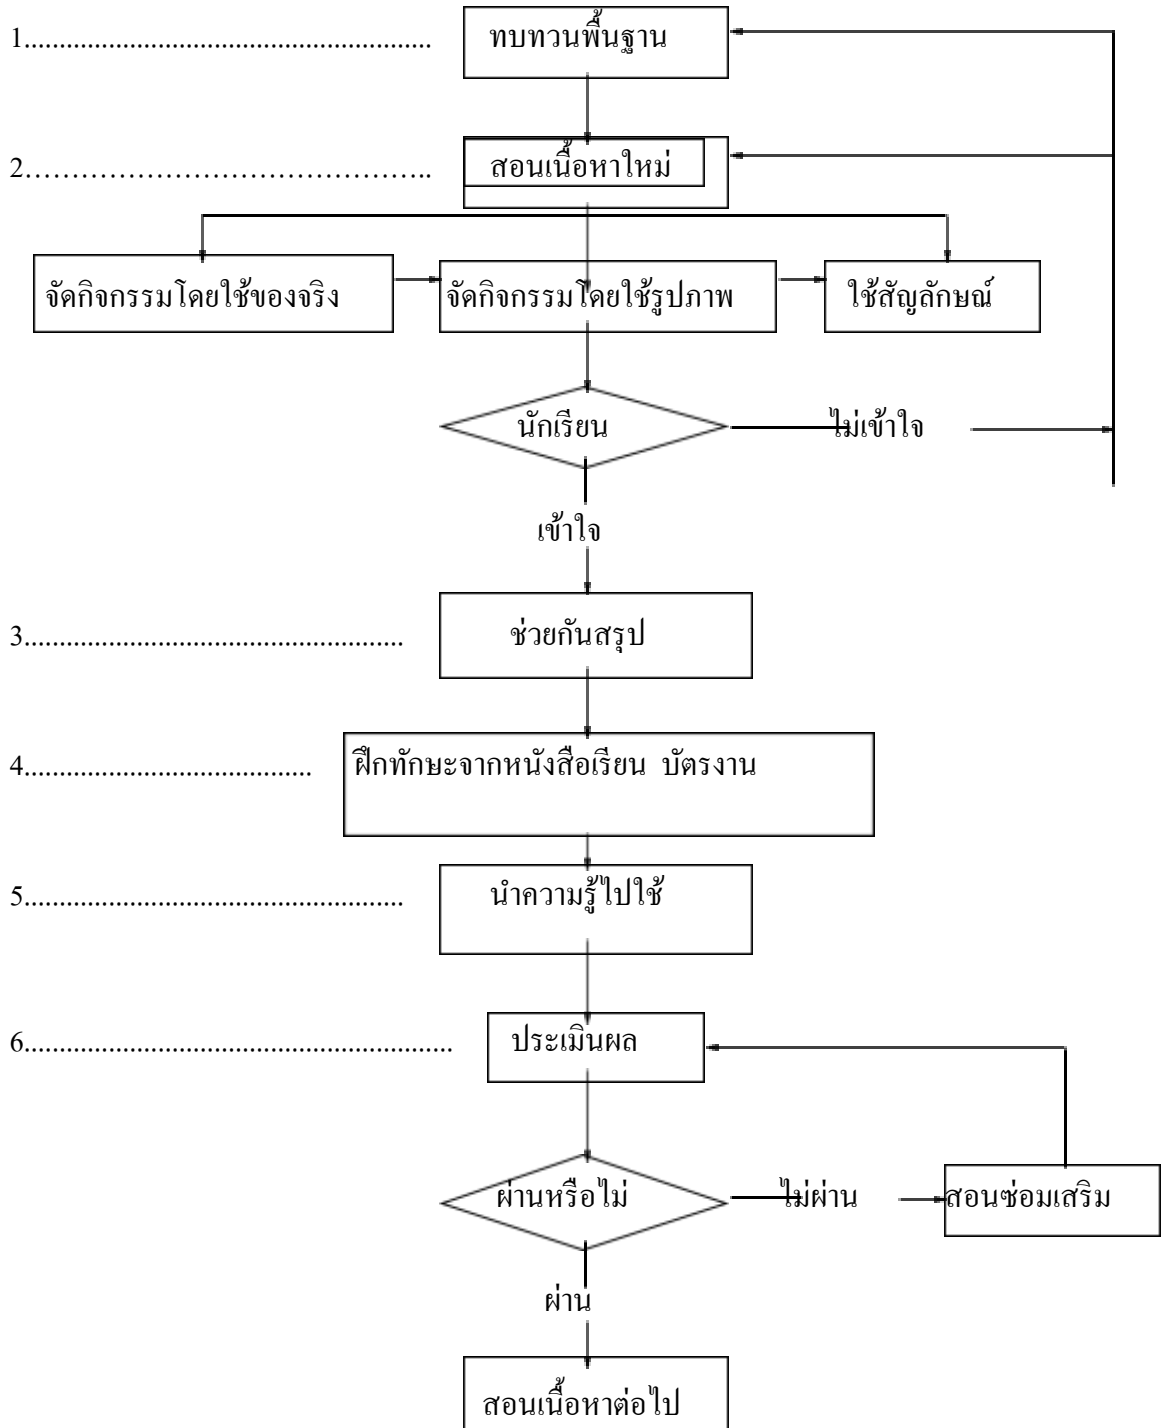 1.......................................................... ทบทวนพื้นฐาน
2…………………………………….. สอนเนื้อหาใหม่
จัดกิจกรรมโดยใช้ของจริง จัดกิจกรรมโดยใช้รูปภาพ ใช้สัญลักษณ์
นักเรียน ไม่เข้าใจ
เข้าใจ
3..................................................... ช่วยกันสรุป
4........................................ ฝึกทักษะจากหนังสือเรียน บัตรงาน
5..................................................... นำความรู้ไปใช้
6............................................................ ประเมินผล
ผ่านหรือไม่ ไม่ผ่าน สอนซ่อมเสริม
ผ่าน
สอนเนื้อหาต่อไป